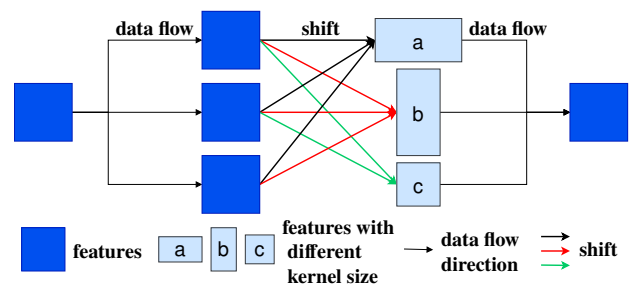 data flow shift data flow
a
b
c
features a b c features with different kernel size data flow direction shift